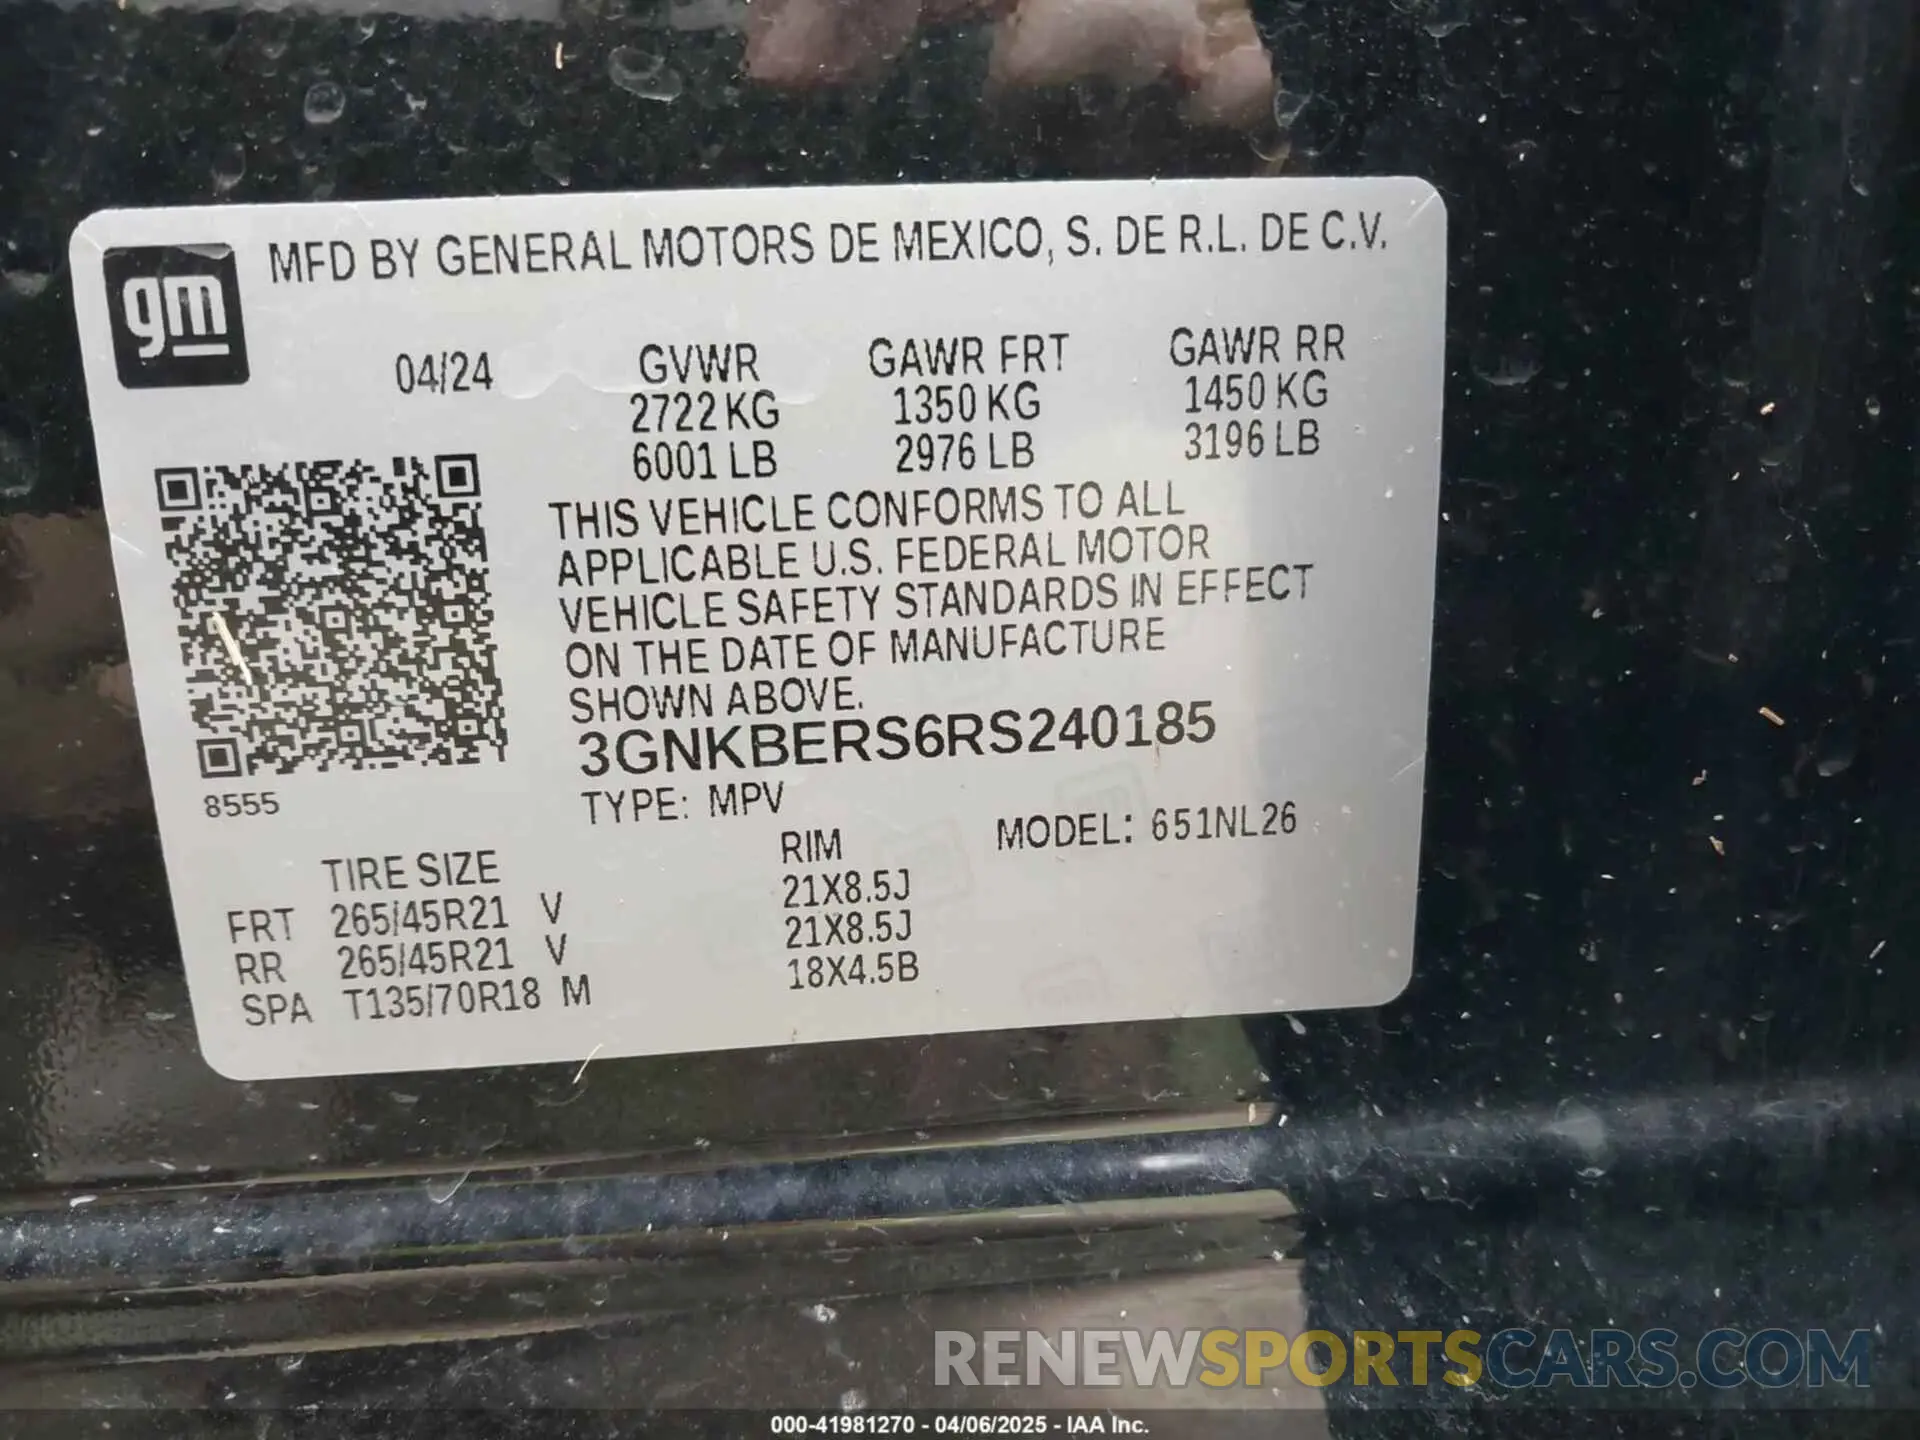 gm
MFD BY GENERAL MOTORS DE MEXICO, S. DE R.L. DE C.V.
04/24 GVWR GAWR FRT GAWR RR
2722 KG 1350 KG 1450 KG
6001 LB 2976 LB 3196 LB
THIS VEHICLE CONFORMS TO ALL
APPLICABLE U.S. FEDERAL MOTOR
VEHICLE SAFETY STANDARDS IN EFFECT
ON THE DATE OF MANUFACTURE
SHOWN ABOVE.
3GNKBERS6RS240185
8555
TYPE: MPV
MODEL: 651NL26
TIRE SIZE RIM
FRT 265/45R21 V 21X8.5J
RR 265/45R21 V 21X8.5J
SPA T135/70R18 M 18X4.5B
RENEWSPORTSCARS.COM
000-41981270 - 04/06/2025 - IAA Inc.